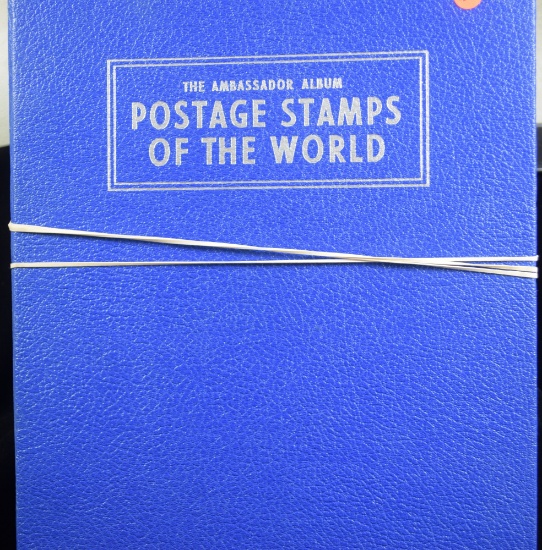 THE AMBASSADOR ALBUM
POSTAGE STAMPS
OF THE WORLD